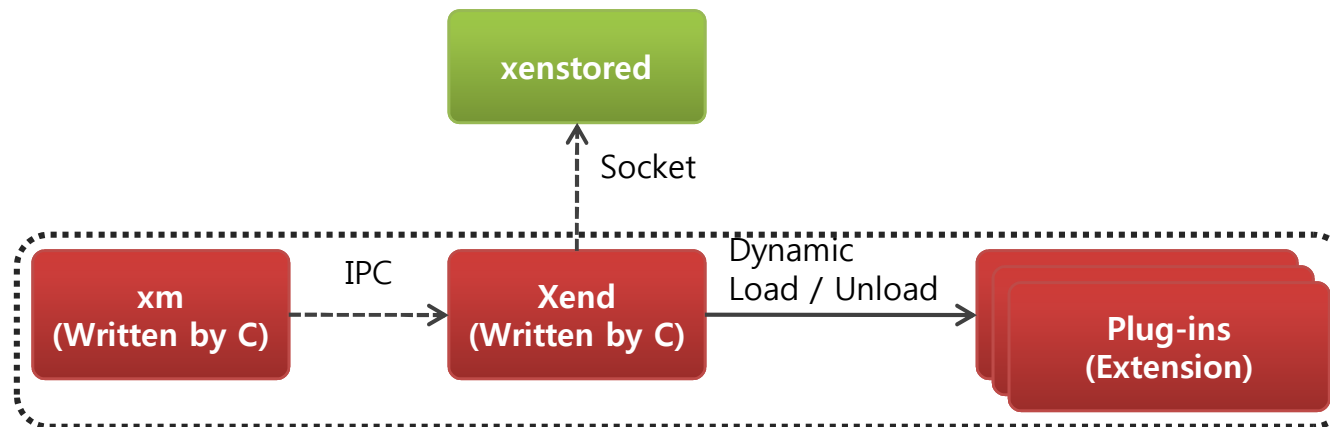 xenstored
Socket
xm
(Written by C)
IPC
Xend
(Written by C)
Dynamic
Load / Unload
Plug-ins
(Extension)